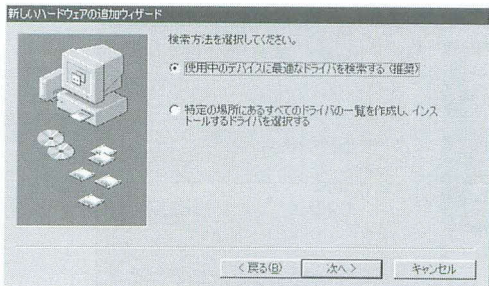 新しいハードウェアの追加ウィザード
検索方法を選択してください。
使用中のデバイスに最適なドライバを検索する（推奨）
特定の場所にあるすべてのドライバの一覧を作成し、インス
トールするドライバを選択する
< 戻る(B)
次へ >
キャンセル